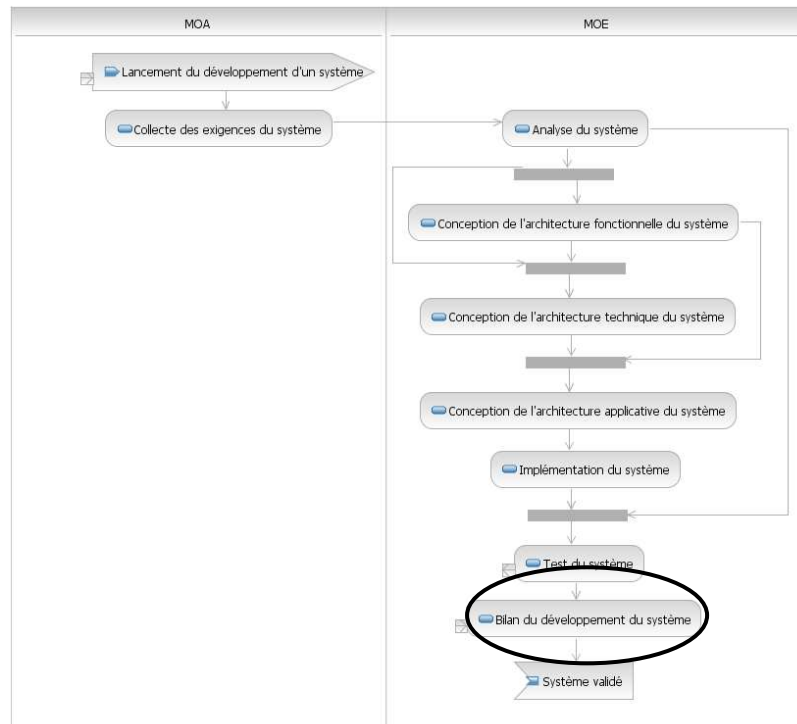 MOA
MOE
Lancement du développement d'un système
Collecte des exigences du système
Analyse du système
Conception de l'architecture fonctionnelle du système
Conception de l'architecture technique du système
Conception de l'architecture applicative du système
Implémentation du système
Test du système
Bilan du développement du système
Système validé